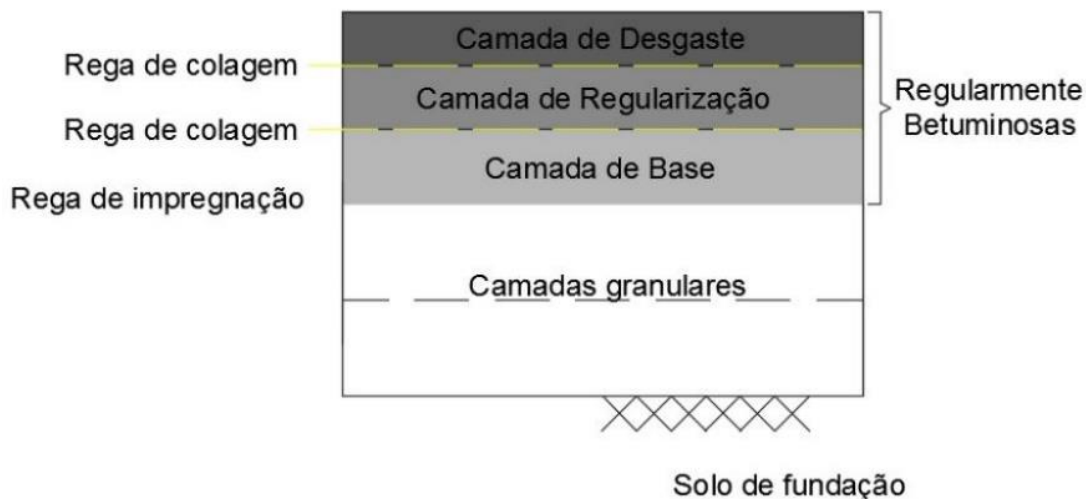 Camada de Desgaste
Rega de colagem
Camada de Regularização
Regularmente
Betuminosas
Rega de colagem
Camada de Base
Rega de impregnação
Camadas granulares
Solo de fundação